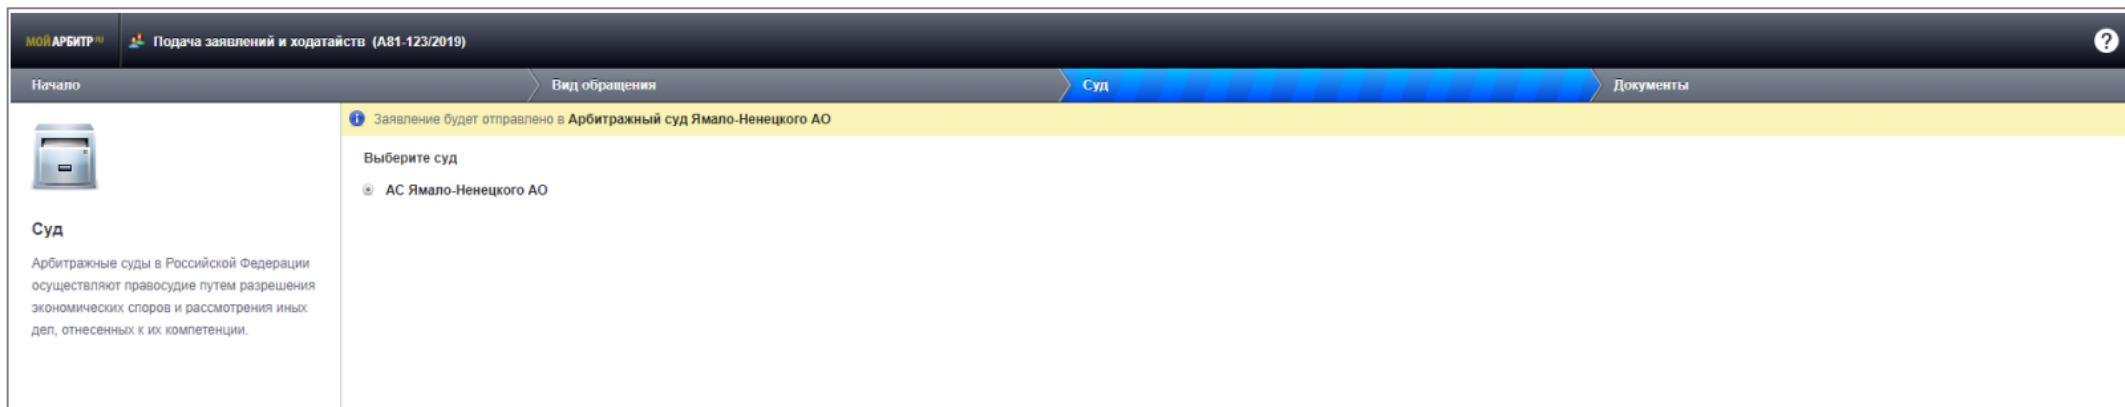 МОЙ АРБИТР RU
Подача заявлений и ходатайств (А81-123/2019)
?
Начало
Вид обращения
Суд
Документы
Заявление будет отправлено в Арбитражный суд Ямало-Ненецкого АО
Выберите суд
АС Ямало-Ненецкого АО
Суд
Арбитражные суды в Российской Федерации
осуществляют правосудие путем разрешения
экономических споров и рассмотрения иных
дел, отнесенных к их компетенции.